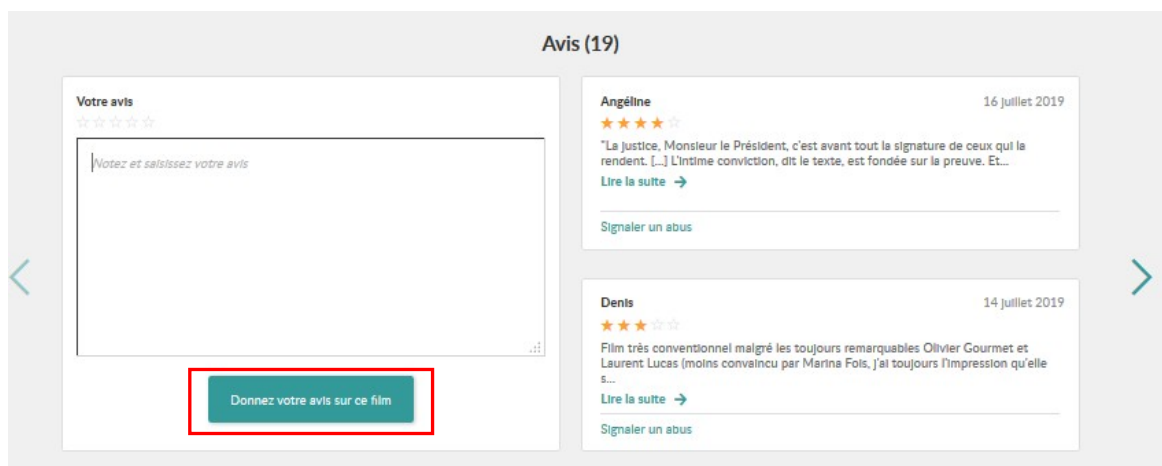 Avis (19)
Votre avis
Notez et saisissez votre avis
Donnez votre avis sur ce film
Angéline
16 juillet 2019
"La justice, Monsieur le Président, c'est avant tout la signature de ceux qui la
rendent. [...] L'intime conviction, dit le texte, est fondée sur la preuve. Et...
Lire la suite →
Signaler un abus
Denis
14 juillet 2019
Film très conventionnel malgré les toujours remarquables Olivier Gourmet et
Laurent Lucas (moins convaincu par Marina Foïs, j'ai toujours l'impression qu'elle
s...
Lire la suite →
Signaler un abus